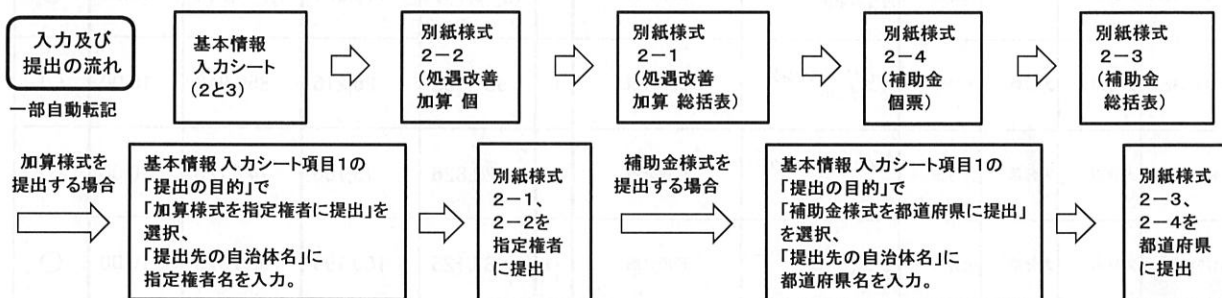 入力及び
提出の流れ
一部自動転記
基本情報
入力シート
(2と3)
別紙様式
2－2
(処遇改善
加算 個
別紙様式
2－1
(処遇改善
加算 総括表)
別紙様式
2－4
(補助金
個票)
別紙様式
2－3
(補助金
総括表)
加算様式を
提出する場合
基本情報 入力シート項目1の
「提出の目的」で
「加算様式を指定権者に提出」を
選択、
「提出先の自治体名」に
指定権者名を入力。
別紙様式
2－1、
2－2を
指定権者
に提出
補助金様式を
提出する場合
基本情報 入力シート項目1の
「提出の目的」で
「補助金様式を都道府県に提出」
を選択、
「提出先の自治体名」に
都道府県名を入力。
別紙様式
2－3、
2－4を
都道府県
に提出